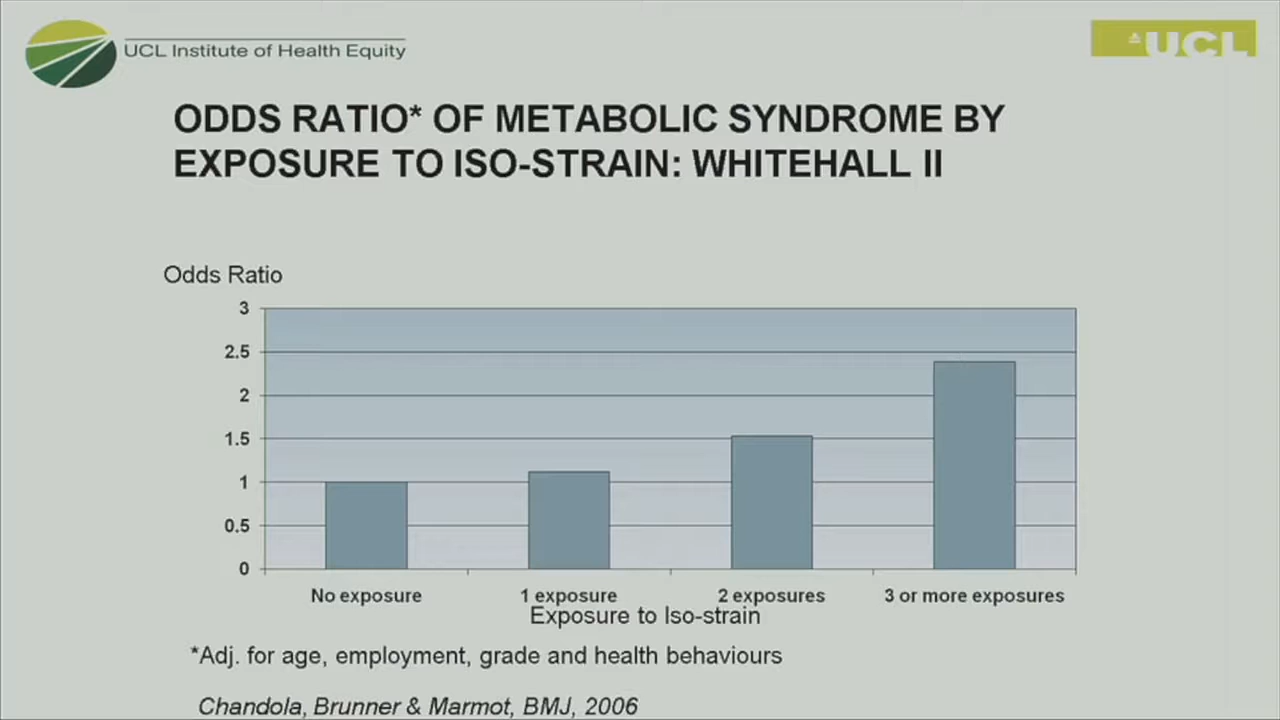 UCL Institute of Health Equity
UCL
ODDS RATIO* OF METABOLIC SYNDROME BY
EXPOSURE TO ISO-STRAIN: WHITEHALL II
Odds Ratio
3
2.5
2
1.5
1
0.5
0
No exposure 1 exposure 2 exposures 3 or more exposures
Exposure to Iso-strain
*Adj. for age, employment, grade and health behaviours
Chandola, Brunner & Marmot, BMJ, 2006